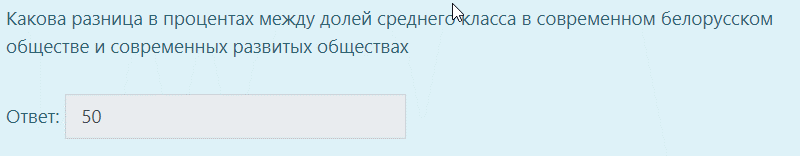 Какова разница в процентах между долей среднего класса в современном белорусском
обществе и современных развитых обществах
Ответ: 50